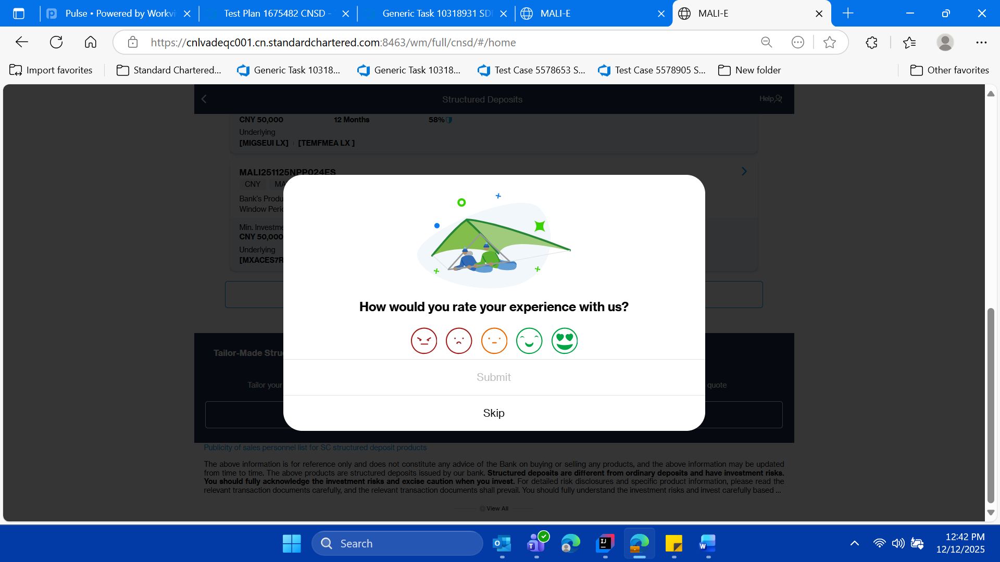 Pulse • Powered by Workvi
Test Plan 1675482 CNSD -
Generic Task 10318931 SDI
MALI-E
MALI-E
https://cnlvadeqc001.cn.standardchartered.com:8463/wm/full/cnsd/#/home
Import favorites
Standard Chartered...
Generic Task 10318...
Generic Task 10318...
Test Case 5578653 S...
Test Case 5578905 S...
New folder
Other favorites
Structured Deposits
Help
CNY 50,000 12 Months 58%
Underlying
[MIGSEUI LX] [TEMFMEA LX ]
MALI251125NPP024ES
CNY MA
Bank's Produ
Window Peric
Min. Investme
CNY 50,000
Underlying
[MXACES7R
How would you rate your experience with us?
Submit
Skip
Tailor-Made Stru
Tailor your quote
Publicity of sales personnel list for SC structured deposit products
The above information is for reference only and does not constitute any advice of the Bank on buying or selling any products, and the above information may be updated
from time to time. The above products are structured deposits issued by our bank. Structured deposits are different from ordinary deposits and have investment risks.
You should fully acknowledge the investment risks and excise caution when you invest. For detailed risk disclosures and specific product information, please read the
relevant transaction documents carefully, and the relevant transaction documents shall prevail. You should fully understand the investment risks and invest carefully based ...
View All
Search
12:42 PM
12/12/2025